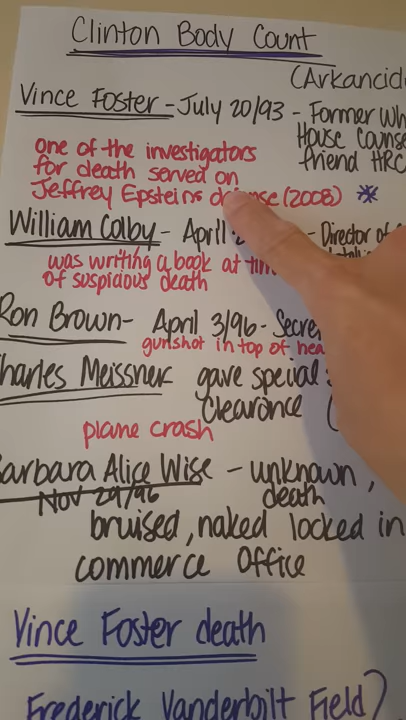 Clinton Body Count
(Arkancid
Vince Foster - July 20/93 - Former Wh
House Couns
friend HRC
one of the investigators
for death served on
Jeffrey Epsteins (2008) *
William Colby - April - Director of
was writing a book at tim
of suspicious death
Ron Brown - April 3/96 - Secre
gunshot in top of hea
harles Meissner gave special
clearance (
plane crash
arbara Alice Wise - unknown,
Nov 29/96 death
bruised, naked locked in
commerce Office
Vince Foster death
Frederick Vanderbilt Field?